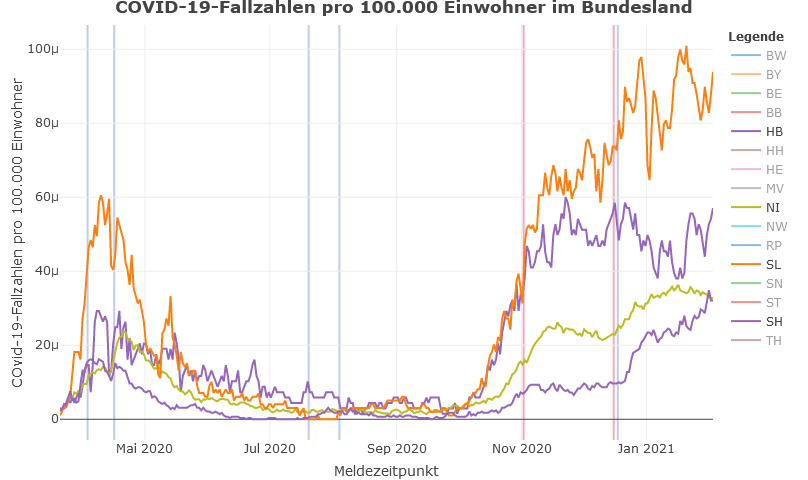 COVID-19-Fallzahlen pro 100.000 Einwohner im Bundesland
COvid-19-Fallzahlen pro 100.000 Einwohner
100µ
80µ
60µ
40µ
20µ
0
Mai 2020
Jul 2020
Sep 2020
Nov 2020
Jan 2021
Meldezeitpunkt
Legende
BW
BY
BE
BB
HB
HH
HE
MV
NI
NW
RP
SL
SN
ST
SH
TH